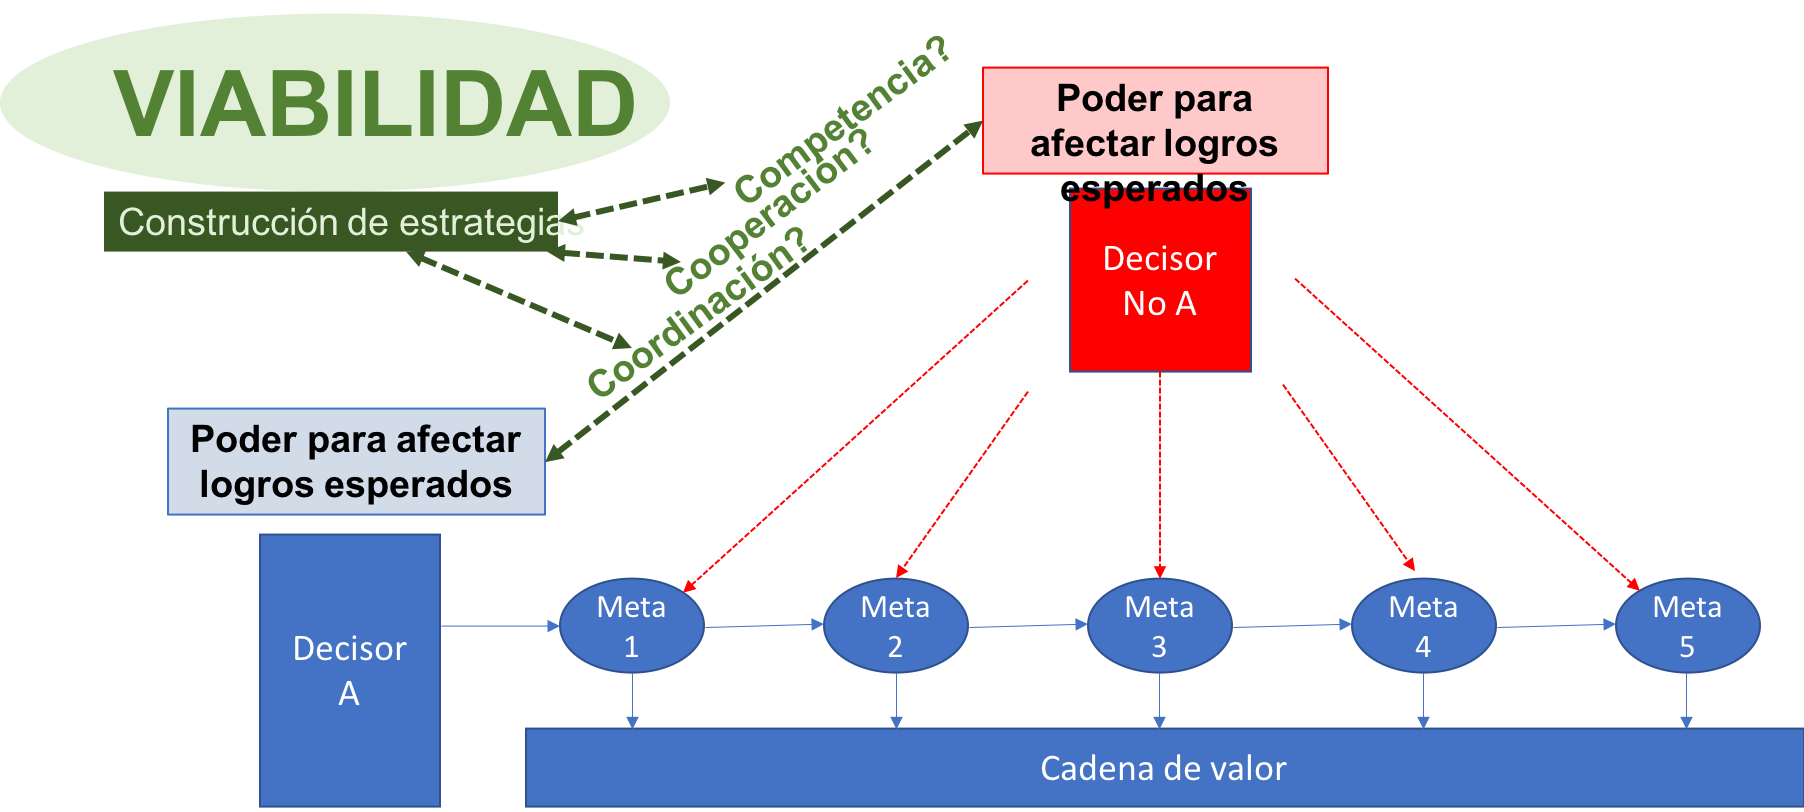 VIABILIDAD
Construcción de estrategias
Competencia?
Cooperación?
Coordinación?
Poder para
afectar logros
esperados
Decisor
No A
Poder para afectar
logros esperados
Decisor
A
Meta
1
Meta
2
Meta
3
Meta
4
Meta
5
Cadena de valor